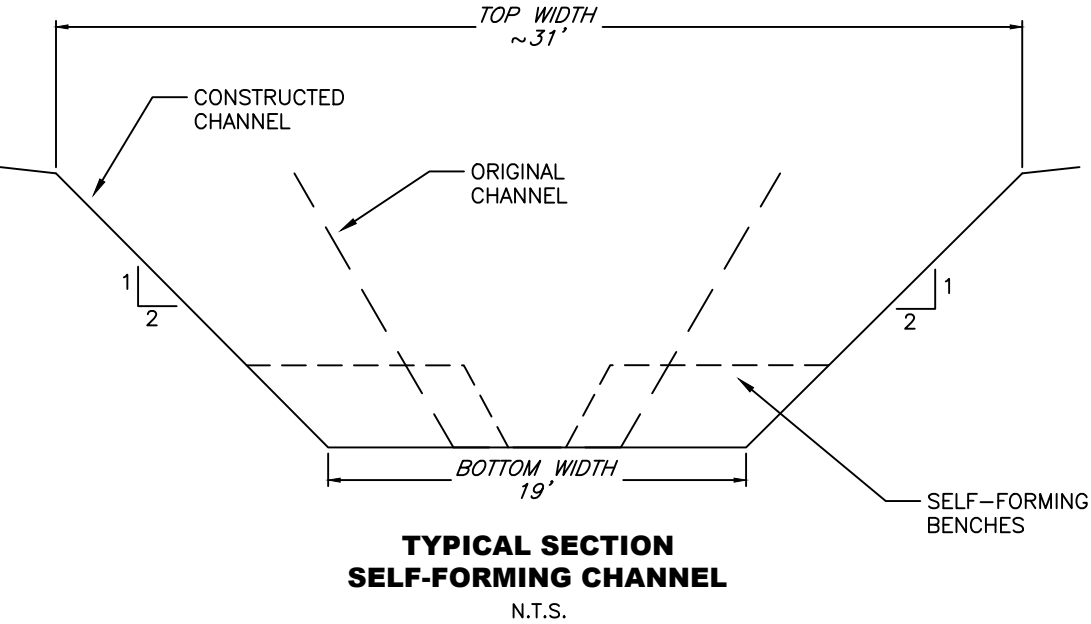 TOP WIDTH
~31'
CONSTRUCTED
CHANNEL
ORIGINAL
CHANNEL
1
2
1
2
BOTTOM WIDTH
19'
SELF-FORMING
BENCHES
TYPICAL SECTION
SELF-FORMING CHANNEL
N.T.S.